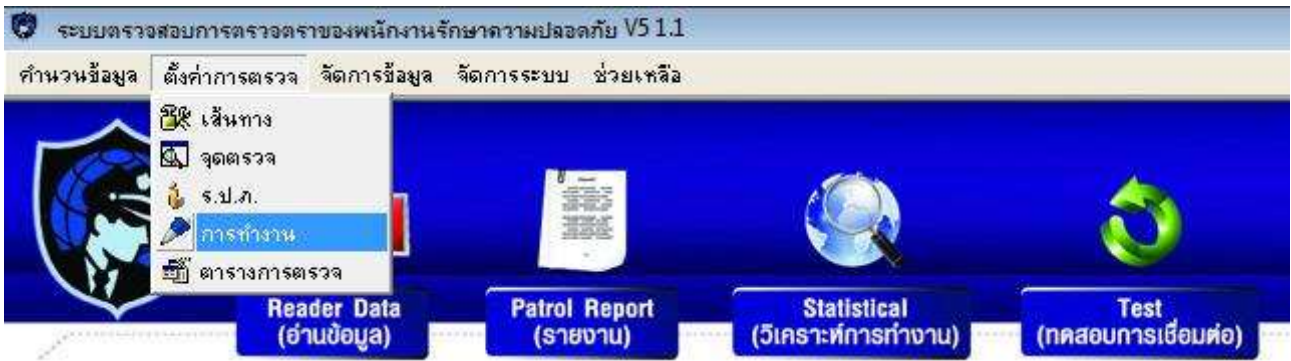 ระบบตรวจสอบการตรวจตราของพนักงานรักษาความปลอดภัย V5 1.1
คำนวนข้อมูล ตั้งค่าการตรวจ จัดการข้อมูล จัดการระบบ ช่วยเหลือ
เส้นทาง
จุดตรวจ
ร.ป.ภ.
การทำงาน
ตารางการตรวจ
Reader Data
(อ่านข้อมูล)
Patrol Report
(รายงาน)
Statistical
(วิเคราะห์การทำงาน)
Test
(ทดสอบการเชื่อมต่อ)